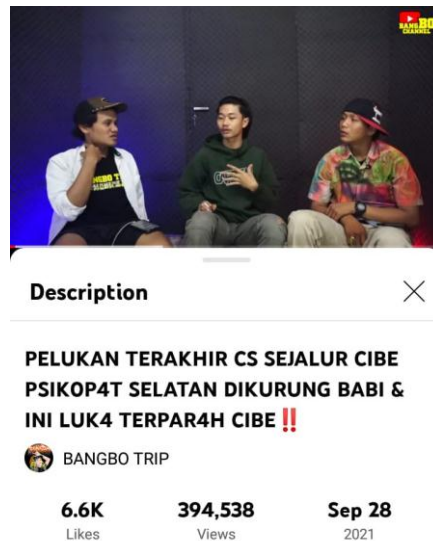 BANGBO
CHANNEL
Description
PELUKAN TERAKHIR CS SEJALUR CIBE
PSIKOP4T SELATAN DIKURUNG BABI &
INI LUK4 TERPAR4H CIBE‼
BANGBO TRIP
6.6K 394,538 Sep 28
Likes Views 2021